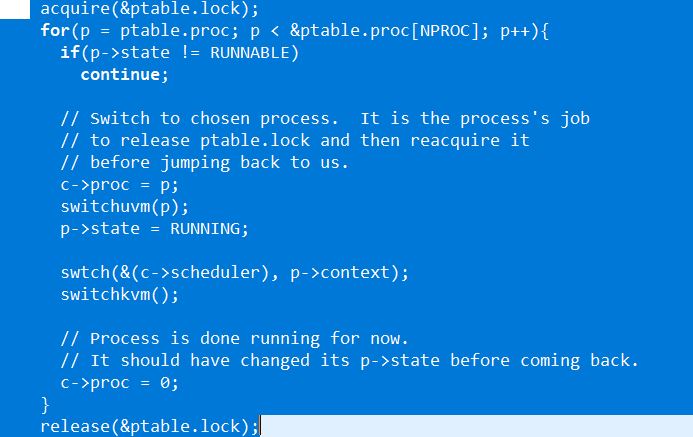 acquire(&ptable.lock);
for(p = ptable.proc; p < &ptable.proc[NPROC]; p++){
if(p->state != RUNNABLE)
continue;
// Switch to chosen process.  It is the process's job
// to release ptable.lock and then reacquire it
// before jumping back to us.
c->proc = p;
switchuvm(p);
p->state = RUNNING;
swtch(&(c->scheduler), p->context);
switchkvm();
// Process is done running for now.
// It should have changed its p->state before coming back.
c->proc = 0;
}
release(&ptable.lock);